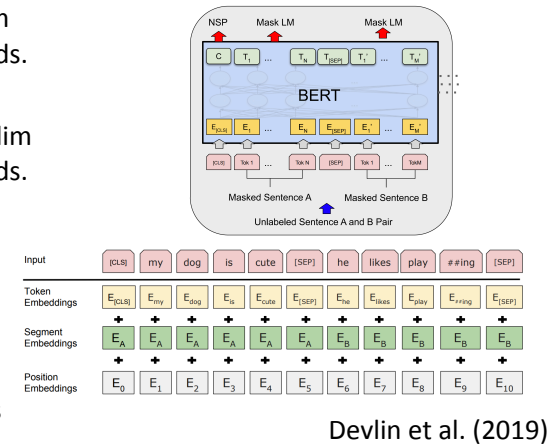 NSP Mask LM Mask LM
C T1 ... TN T[SEP] T1' ... TM'
BERT
E[CLS] E1 ... EN E[SEP] E1' ... EM'
[CLS] Tok 1 ... Tok N [SEP] Tok 1 ... TokM
Masked Sentence A Masked Sentence B
Unlabeled Sentence A and B Pair
ds.
dim
ds.
Input [CLS] my dog is cute [SEP] he likes play ##ing [SEP]
Token Embeddings E[CLS] Emy Edog Eis Ecute E[SEP] Ehe Elikes Eplay E##ing E[SEP]
+ + + + + + + + + + +
Segment Embeddings EA EA EA EA EA EA EB EB EB EB EB
+ + + + + + + + + + +
Position Embeddings E0 E1 E2 E3 E4 E5 E6 E7 E8 E9 E10
Devlin et al. (2019)